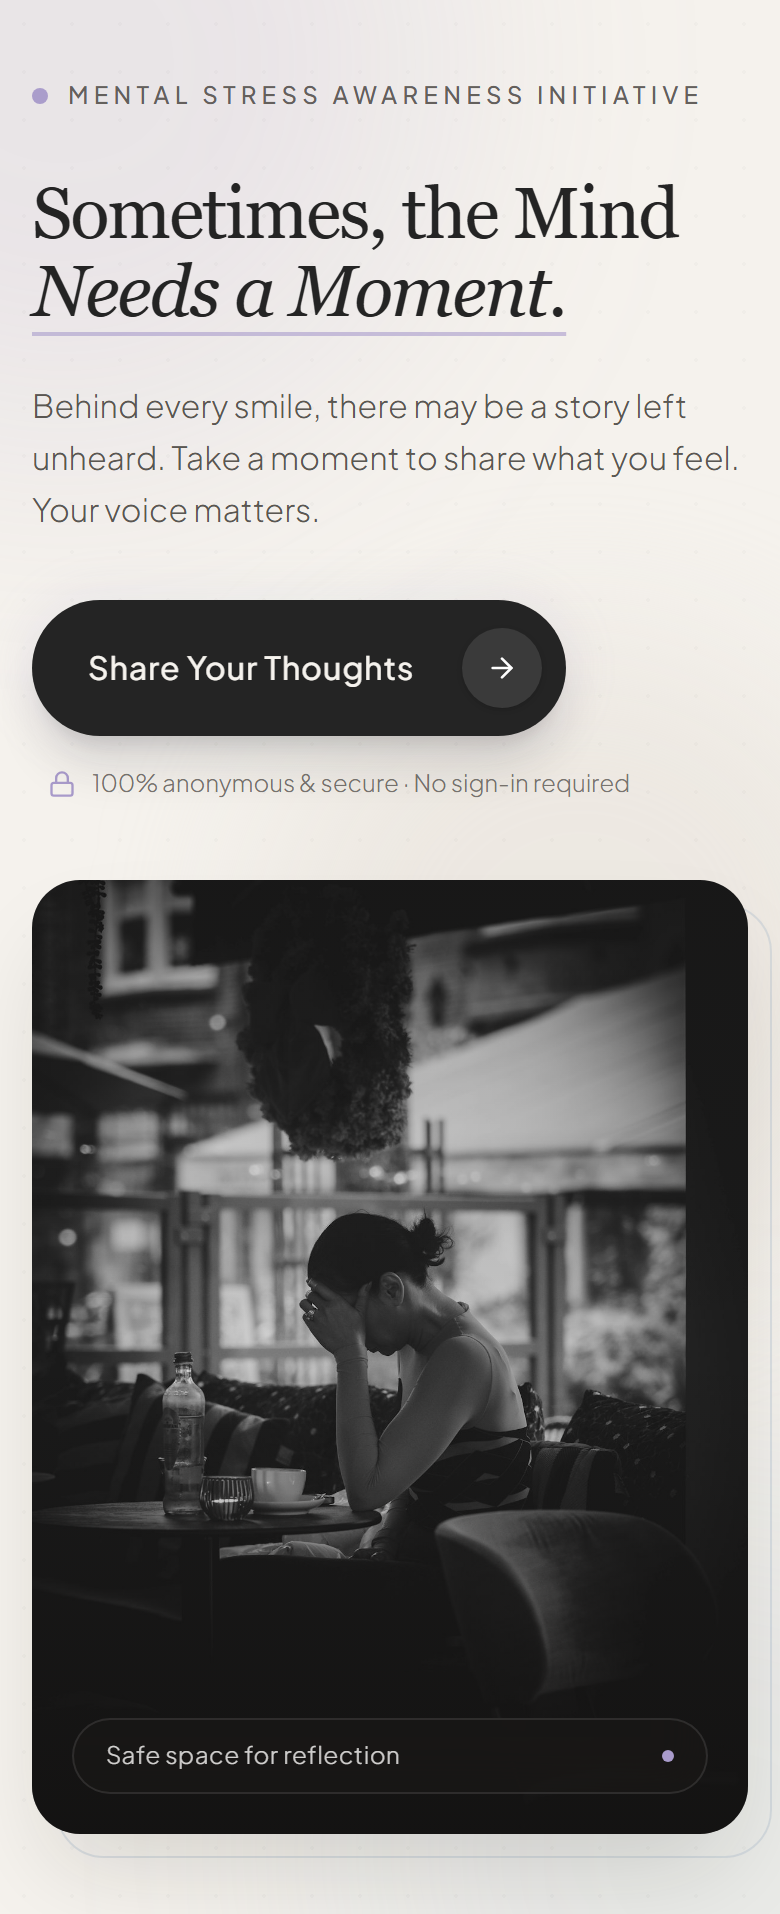 MENTAL STRESS AWARENESS INITIATIVE
Sometimes, the Mind
Needs a Moment.
Behind every smile, there may be a story left
unheard. Take a moment to share what you feel.
Your voice matters.
Share Your Thoughts
100% anonymous & secure · No sign-in required
Safe space for reflection